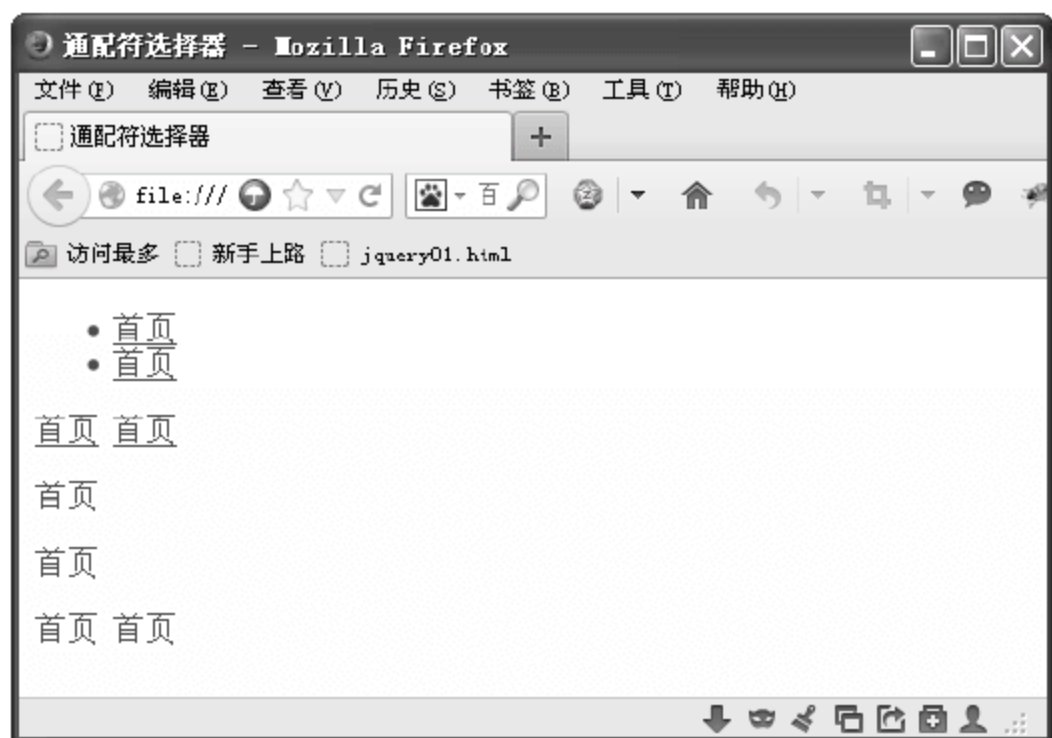 通配符选择器 - Mozilla Firefox
文件(F) 编辑(E) 查看(V) 历史(S) 书签(B) 工具(T) 帮助(H)
通配符选择器 +
file:/// 百
访问最多 新手上路 jquery01.html
• 首页
• 首页
首页 首页
首页
首页
首页 首页